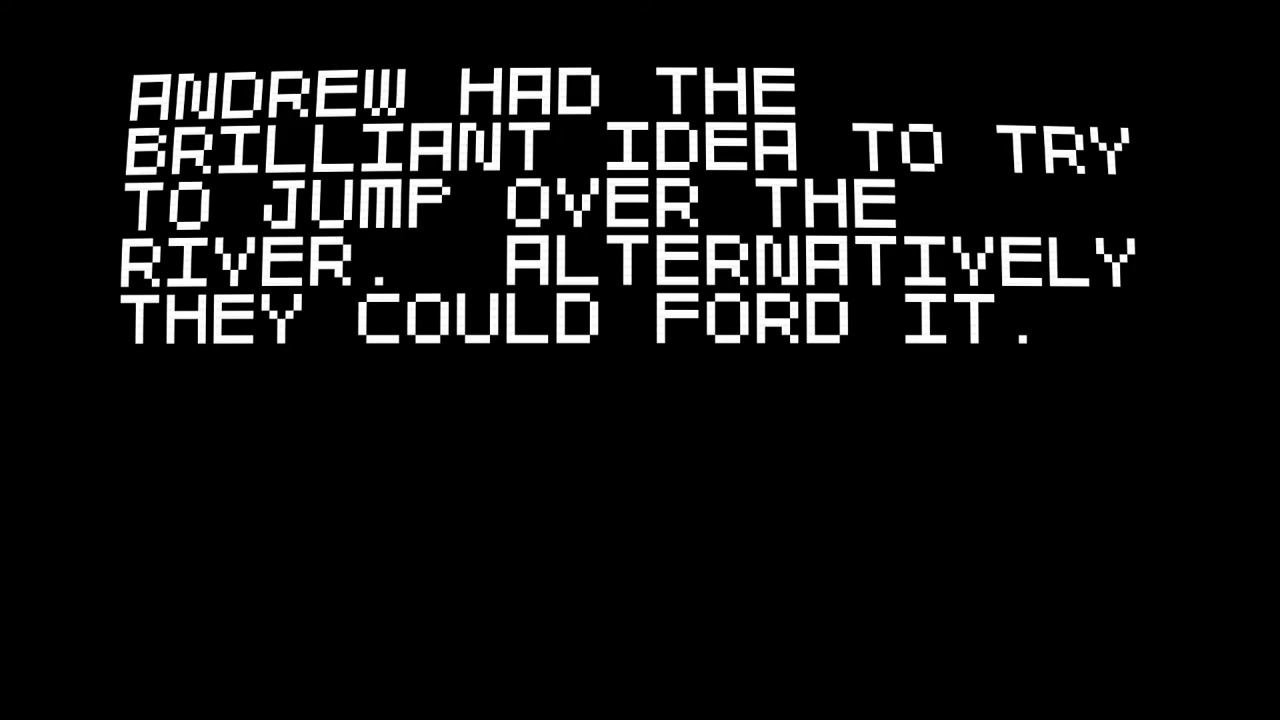 ANDREW HAD THE
BRILLIANT IDEA TO TRY
TO JUMP OVER THE
RIVER.  ALTERNATIVELY
THEY COULD FORD IT.